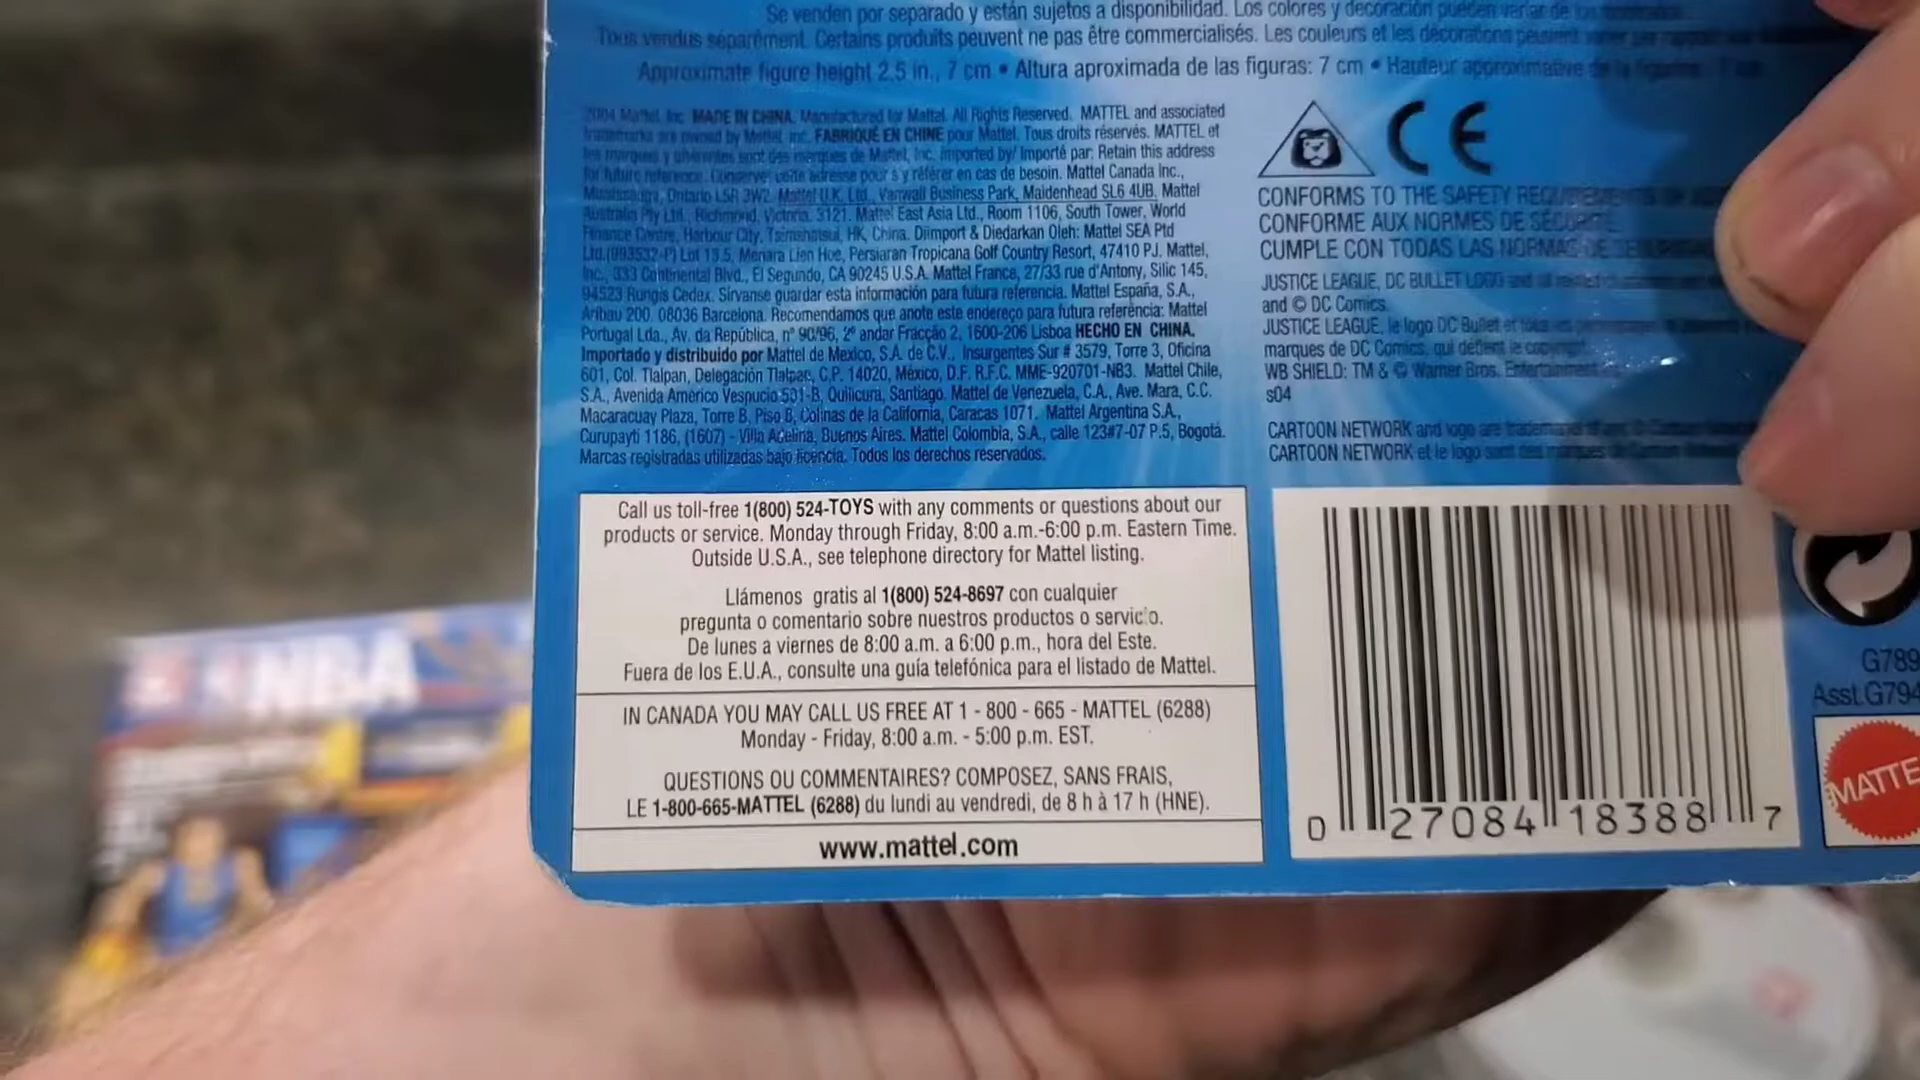 Se venden por separado y están sujetos a disponibilidad. Los colores y decoración pueden variar de los
Tous vendus séparément. Certains produits peuvent ne pas être commercialisés. Les couleurs et les décorations peuvent varier par rapport
Approximate figure height 2.5 in., 7 cm • Altura aproximada de las figuras: 7 cm • Hauteur approximative de la figurine: 7 cm
2004 Mattel, Inc. MADE IN CHINA. Manufactured for Mattel. All Rights Reserved. MATTEL and associated
trademarks are owned by Mattel, Inc. FABRIQUÉ EN CHINE pour Mattel. Tous droits réservés. MATTEL et
les marques y afférentes sont des marques de Mattel, Inc. Imported by/ Importé par: Retain this address
for future reference. Conservez cette adresse pour s'y référer en cas de besoin. Mattel Canada Inc.,
Mississauga, Ontario L5R 3W2. Mattel U.K. Ltd., Vanwall Business Park, Maidenhead SL6 4UB. Mattel
Australia Pty Ltd., Richmond, Victoria. 3121. Mattel East Asia Ltd., Room 1106, South Tower, World
Finance Centre, Harbour City, Tsimshatsui, HK, China. Diimport & Diedarkan Oleh: Mattel SEA Ptd
Ltd.(993532-P) Lot 13.5, Menara Lien Hoe, Persiaran Tropicana Golf Country Resort, 47410 PJ. Mattel,
Inc., 333 Continental Blvd., El Segundo, CA 90245 U.S.A. Mattel France, 27/33 rue d'Antony, Silic 145,
94523 Rungis Cedex. Sírvanse guardar esta información para futura referencia. Mattel España, S.A.,
Aribau 200. 08036 Barcelona. Recomendamos que anote este endereço para futura referência: Mattel
Portugal Lda., Av. da República, nº 90/96, 2º andar Fracção 2, 1600-206 Lisboa HECHO EN CHINA.
Importado y distribuido por Mattel de Mexico, S.A. de C.V., Insurgentes Sur # 3579, Torre 3, Oficina
601, Col. Tlalpan, Delegación Tlalpan, C.P. 14020, México, D.F. R.F.C. MME-920701-NB3. Mattel Chile,
S.A., Avenida Americo Vespucio 501-B, Quilicura, Santiago. Mattel de Venezuela, C.A., Ave. Mara, C.C.
Macaracuay Plaza, Torre B, Piso 8, Colinas de la California, Caracas 1071. Mattel Argentina S.A.,
Curupaytí 1186, (1607) - Villa Adelina, Buenos Aires. Mattel Colombia, S.A., calle 123#7-07 P.5, Bogotá.
Marcas registradas utilizadas bajo licencia. Todos los derechos reservados.
CE
CONFORMS TO THE SAFETY REQUIREMENTS OF
CONFORME AUX NORMES DE SÉCURITÉ
CUMPLE CON TODAS LAS NORMAS DE SEGURIDAD
JUSTICE LEAGUE, DC BULLET LOGO and all related
and © DC Comics.
JUSTICE LEAGUE, le logo DC Bullet et tous les
marques de DC Comics, qui détient le copyright.
WB SHIELD: TM & © Warner Bros. Entertainment Inc.
s04
CARTOON NETWORK and logo are trademarks of and © Cartoon
CARTOON NETWORK et le logo sont des marques de Cartoon
Call us toll-free 1(800) 524-TOYS with any comments or questions about our
products or service. Monday through Friday, 8:00 a.m.-6:00 p.m. Eastern Time.
Outside U.S.A., see telephone directory for Mattel listing.
Llámenos gratis al 1(800) 524-8697 con cualquier
pregunta o comentario sobre nuestros productos o servicio.
De lunes a viernes de 8:00 a.m. a 6:00 p.m., hora del Este.
Fuera de los E.U.A., consulte una guía telefónica para el listado de Mattel.
IN CANADA YOU MAY CALL US FREE AT 1 - 800 - 665 - MATTEL (6288)
Monday - Friday, 8:00 a.m. - 5:00 p.m. EST.
QUESTIONS OU COMMENTAIRES? COMPOSEZ, SANS FRAIS,
LE 1-800-665-MATTEL (6288) du lundi au vendredi, de 8 h à 17 h (HNE).
www.mattel.com
0 27084 18388 7
G789
Asst.G794
MATTE
NBA